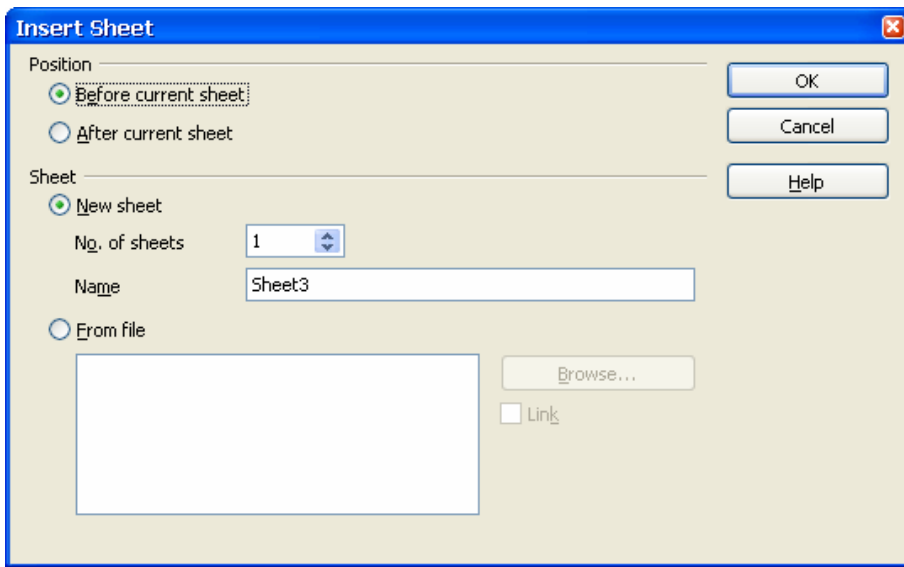 Insert Sheet
Position
Before current sheet
After current sheet
OK
Cancel
Help
Sheet
New sheet
No. of sheets 1
Name Sheet3
From file
Browse...
Link